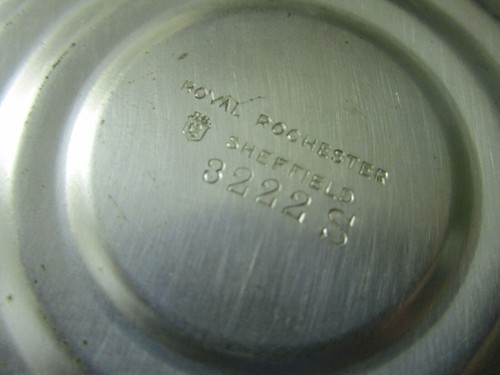 ROYAL ROCHESTER
SHEFFIELD
3222 S